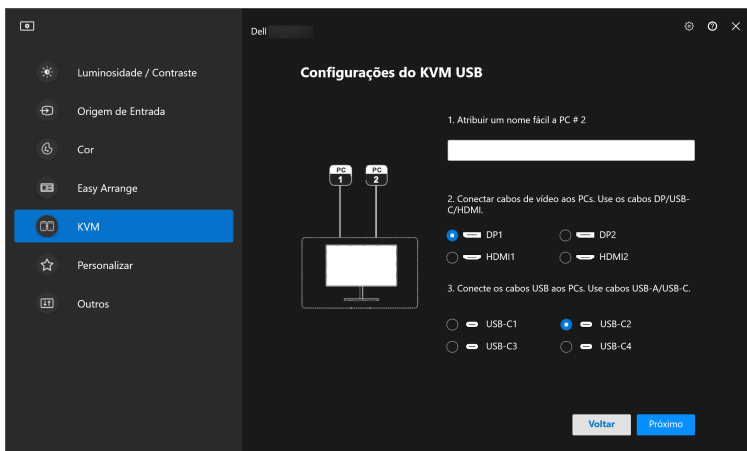 Dell
Luminosidade / Contraste
Origem de Entrada
Cor
Easy Arrange
KVM
Personalizar
Outros
Configurações do KVM USB
PC
1
PC
2
1. Atribuir um nome fácil a PC # 2
2. Conectar cabos de vídeo aos PCs. Use os cabos DP/USB-
C/HDMI.
DP1
DP2
HDMI1
HDMI2
3. Conecte os cabos USB aos PCs. Use cabos USB-A/USB-C.
USB-C1
USB-C2
USB-C3
USB-C4
Voltar
Próximo